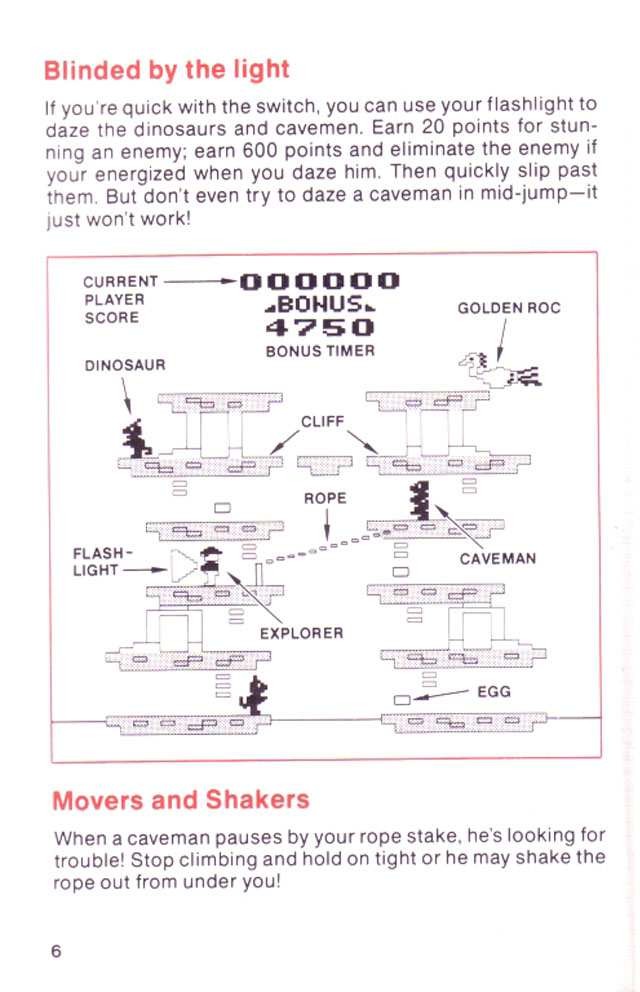 Blinded by the light
If you're quick with the switch, you can use your flashlight to
daze the dinosaurs and cavemen. Earn 20 points for stun-
ning an enemy; earn 600 points and eliminate the enemy if
your energized when you daze him. Then quickly slip past
them. But don't even try to daze a caveman in mid-jump—it
just won't work!
CURRENT
PLAYER
SCORE
000000
BONUS
4750
BONUS TIMER
GOLDEN ROC
DINOSAUR
CLIFF
ROPE
FLASH-
LIGHT
CAVEMAN
EXPLORER
EGG
Movers and Shakers
When a caveman pauses by your rope stake, he's looking for
trouble! Stop climbing and hold on tight or he may shake the
rope out from under you!
6